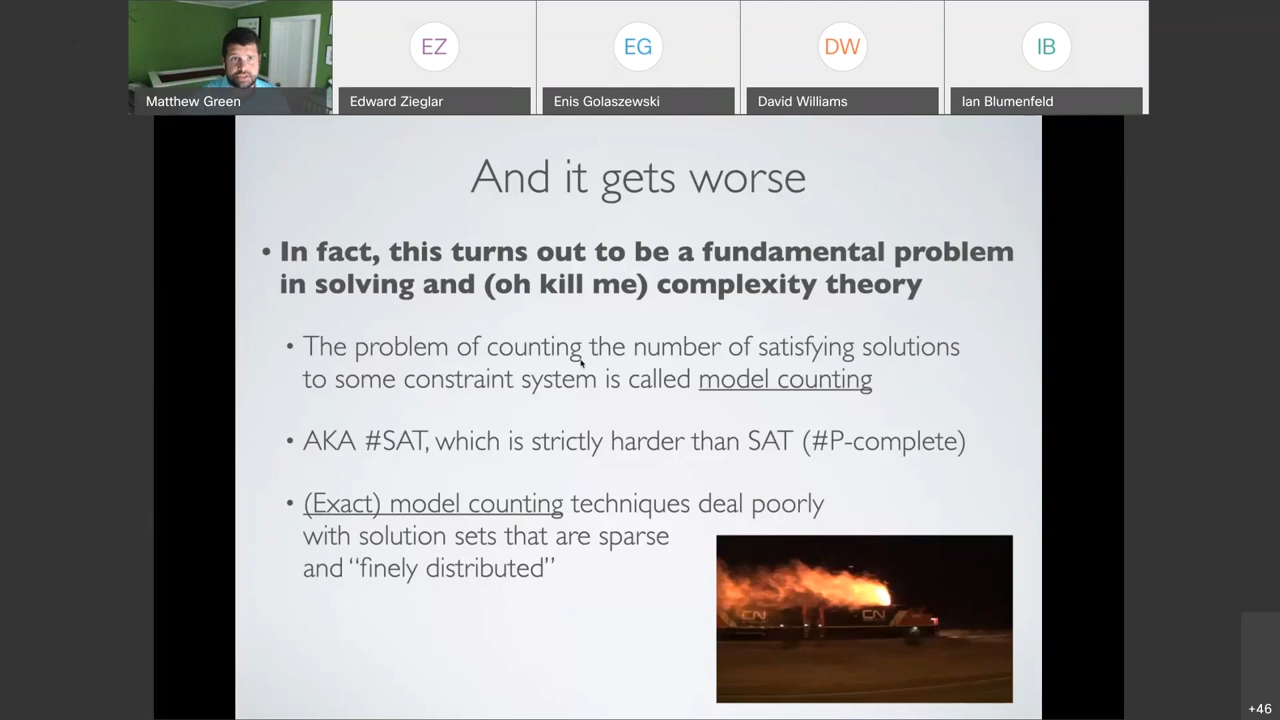 EZ
EG
DW
IB
Matthew Green
Edward Zieglar
Enis Golaszewski
David Williams
Ian Blumenfeld
And it gets worse
• In fact, this turns out to be a fundamental problem
in solving and (oh kill me) complexity theory
• The problem of counting the number of satisfying solutions
to some constraint system is called model counting
• AKA #SAT, which is strictly harder than SAT (#P-complete)
• (Exact) model counting techniques deal poorly
with solution sets that are sparse
and “finely distributed”
CN
CN
+46